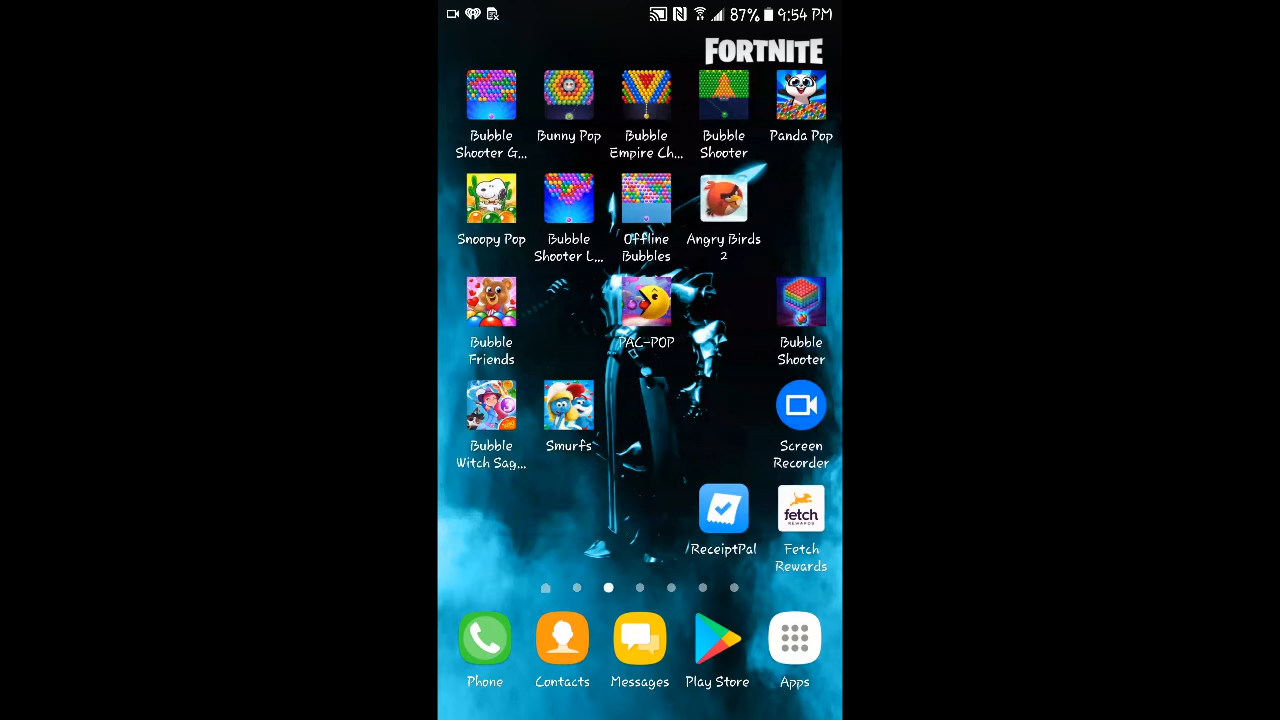 87% 9:54 PM
FORTNITE
Bubble Shooter G...
Bunny Pop
Bubble Empire Ch...
Bubble Shooter
Panda Pop
Snoopy Pop
Bubble Shooter L...
Offline Bubbles
Angry Birds 2
Bubble Friends
PAC-POP
Bubble Shooter
Bubble Witch Sag...
Smurfs
Screen Recorder
ReceiptPal
fetch
REWARDS
Fetch Rewards
Phone
Contacts
Messages
Play Store
Apps